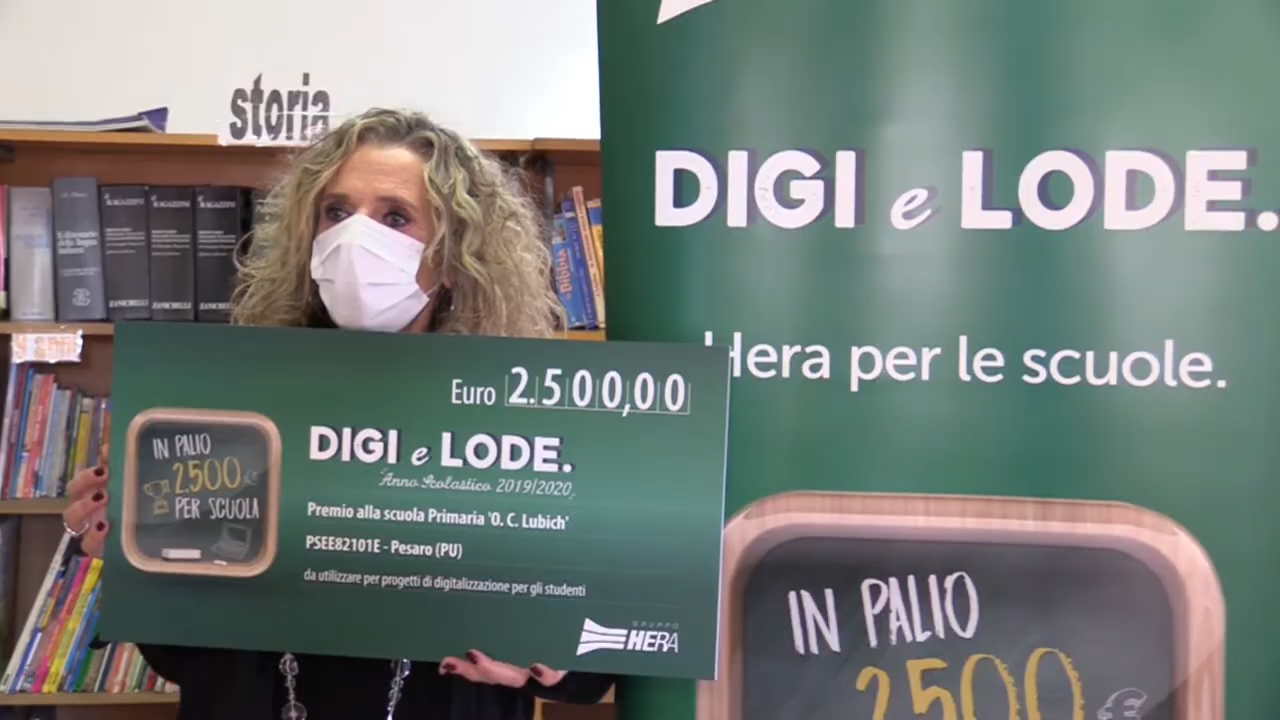 storia
ZANICHELLI
ZANICHELLI
ZANICHELLI
BIBBIA
DIGI e LODE.
Hera per le scuole.
IN PALIO
2500
€
Euro 2.500,00
DIGI e LODE.
Anno Scolastico 2019/2020
Premio alla scuola Primaria 'O. C. Lubich'
PSEE82101E - Pesaro (PU)
da utilizzare per progetti di digitalizzazione per gli studenti
GRUPPO
HERA
IN PALIO
2.500 €
PER SCUOLA